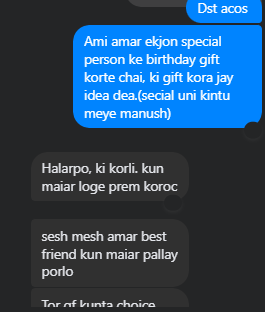 Dst acos
Ami amar ekjon special
person ke birthday gift
korte chai, ki gift kora jay
idea dea.(secial uni kintu
meye manush)
Halarpo, ki korli. kun
maiar loge prem koroc
sesh mesh amar best
friend kun maiar pallay
porlo
Tor gf kunta choice